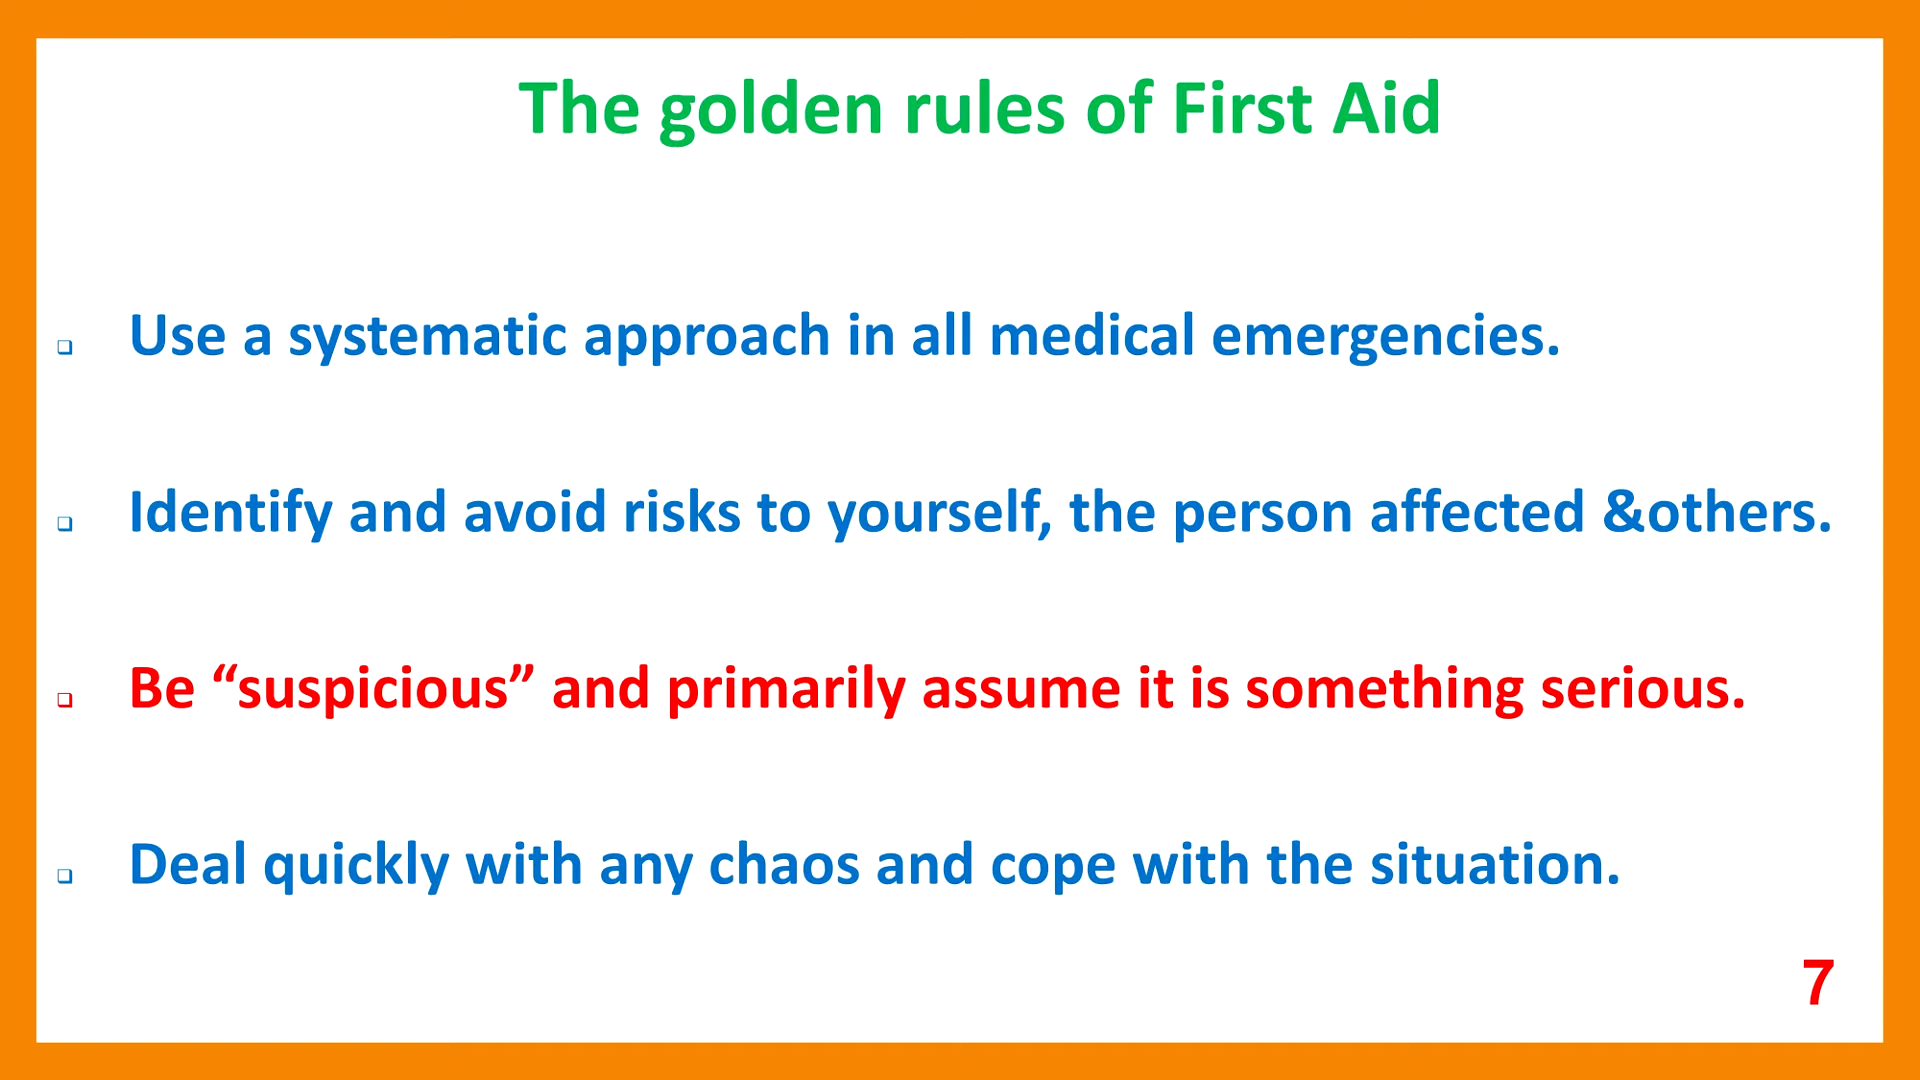 The golden rules of First Aid
Use a systematic approach in all medical emergencies.
Identify and avoid risks to yourself, the person affected &others.
Be “suspicious” and primarily assume it is something serious.
Deal quickly with any chaos and cope with the situation.
7